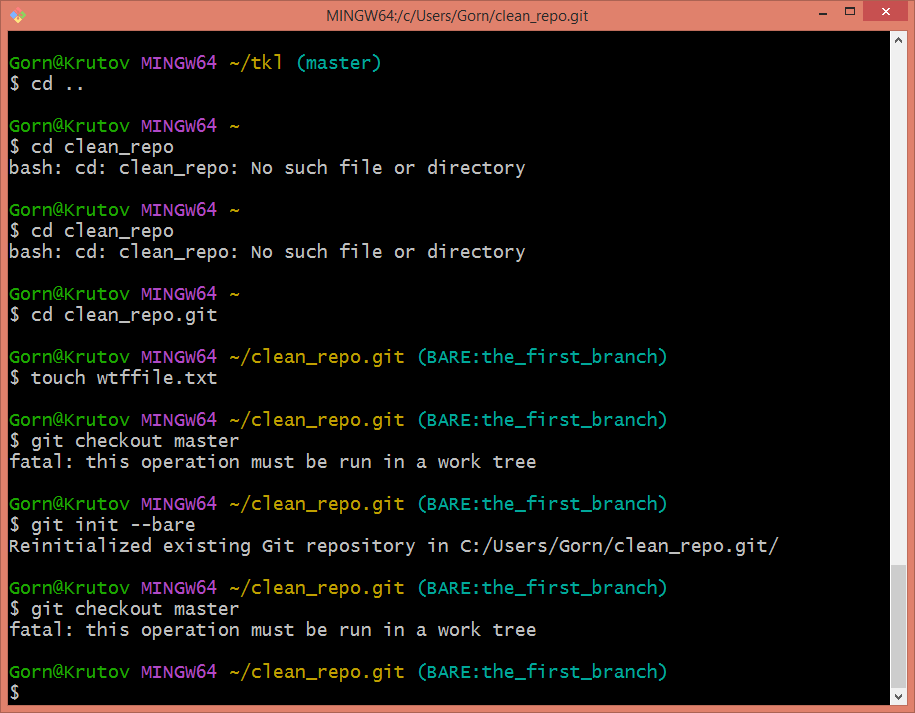 MINGW64:/c/Users/Gorn/clean_repo.git
Gorn@Krutov MINGW64 ~/tkl (master)
$ cd ..
Gorn@Krutov MINGW64 ~
$ cd clean_repo
bash: cd: clean_repo: No such file or directory
Gorn@Krutov MINGW64 ~
$ cd clean_repo
bash: cd: clean_repo: No such file or directory
Gorn@Krutov MINGW64 ~
$ cd clean_repo.git
Gorn@Krutov MINGW64 ~/clean_repo.git (BARE:the_first_branch)
$ touch wtffile.txt
Gorn@Krutov MINGW64 ~/clean_repo.git (BARE:the_first_branch)
$ git checkout master
fatal: this operation must be run in a work tree
Gorn@Krutov MINGW64 ~/clean_repo.git (BARE:the_first_branch)
$ git init --bare
Reinitialized existing Git repository in C:/Users/Gorn/clean_repo.git/
Gorn@Krutov MINGW64 ~/clean_repo.git (BARE:the_first_branch)
$ git checkout master
fatal: this operation must be run in a work tree
Gorn@Krutov MINGW64 ~/clean_repo.git (BARE:the_first_branch)
$